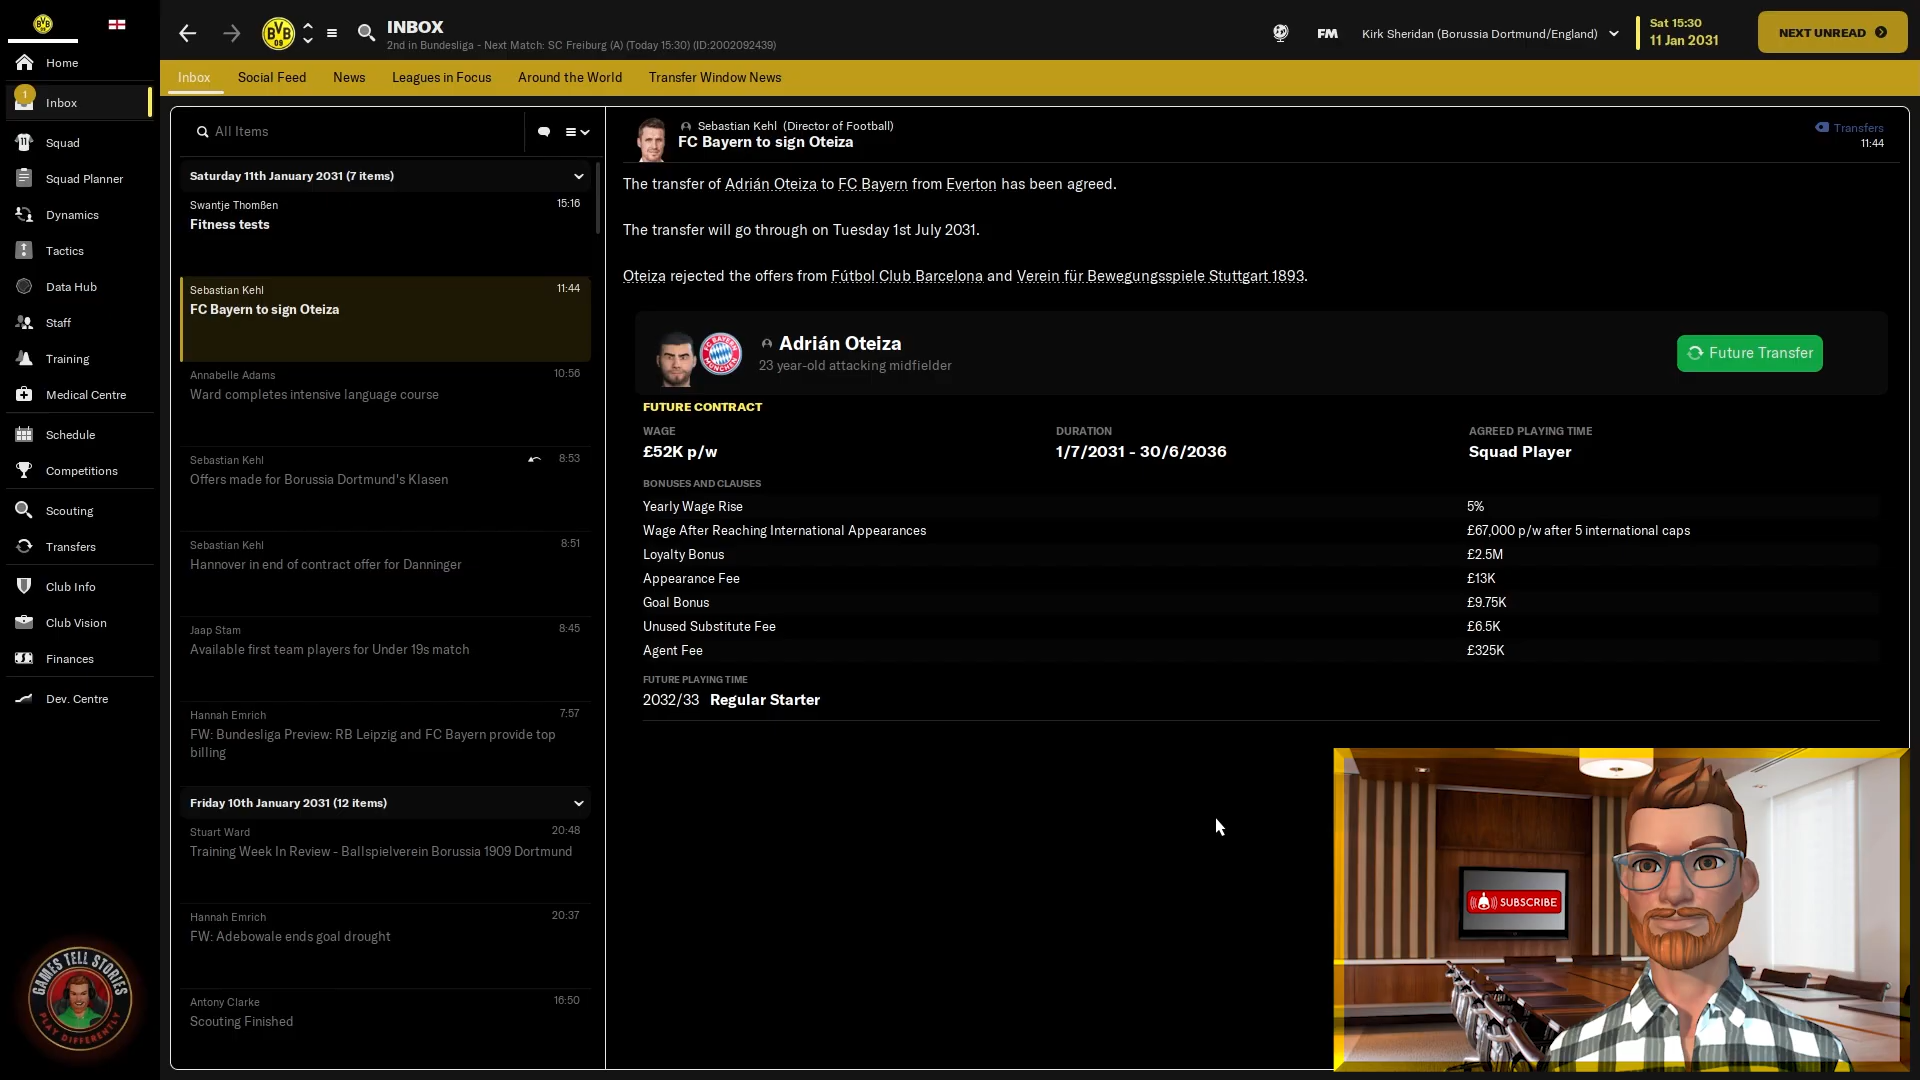 INBOX
2nd in Bundesliga - Next Match: SC Freiburg (A) (Today 15:30) (ID:2002092439)
FM
Kirk Sheridan (Borussia Dortmund/England)
Sat 15:30
11 Jan 2031
NEXT UNREAD
Home
1
Inbox
Squad
Squad Planner
Dynamics
Tactics
Data Hub
Staff
Training
Medical Centre
Schedule
Competitions
Scouting
Transfers
Club Info
Club Vision
Finances
Dev. Centre
GAMES TELL STORIES
PLAY DIFFERENTLY
Inbox
Social Feed
News
Leagues in Focus
Around the World
Transfer Window News
All Items
Saturday 11th January 2031 (7 items)
Swantje Thomßen
15:16
Fitness tests
Sebastian Kehl
11:44
FC Bayern to sign Oteiza
Annabelle Adams
10:56
Ward completes intensive language course
Sebastian Kehl
8:53
Offers made for Borussia Dortmund's Klasen
Sebastian Kehl
8:51
Hannover in end of contract offer for Danninger
Jaap Stam
8:45
Available first team players for Under 19s match
Hannah Emrich
7:57
FW: Bundesliga Preview: RB Leipzig and FC Bayern provide top
billing
Friday 10th January 2031 (12 items)
Stuart Ward
20:48
Training Week In Review - Ballspielverein Borussia 1909 Dortmund
Hannah Emrich
20:37
FW: Adebowale ends goal drought
Antony Clarke
16:50
Scouting Finished
Sebastian Kehl (Director of Football)
FC Bayern to sign Oteiza
Transfers
11:44
The transfer of Adrián Oteiza to FC Bayern from Everton has been agreed.
The transfer will go through on Tuesday 1st July 2031.
Oteiza rejected the offers from Fútbol Club Barcelona and Verein für Bewegungsspiele Stuttgart 1893.
Adrián Oteiza
23 year-old attacking midfielder
Future Transfer
FUTURE CONTRACT
WAGE
£52K p/w
DURATION
1/7/2031 - 30/6/2036
AGREED PLAYING TIME
Squad Player
BONUSES AND CLAUSES
Yearly Wage Rise
5%
Wage After Reaching International Appearances
£67,000 p/w after 5 international caps
Loyalty Bonus
£2.5M
Appearance Fee
£13K
Goal Bonus
£9.75K
Unused Substitute Fee
£6.5K
Agent Fee
£325K
FUTURE PLAYING TIME
2032/33 Regular Starter
SUBSCRIBE